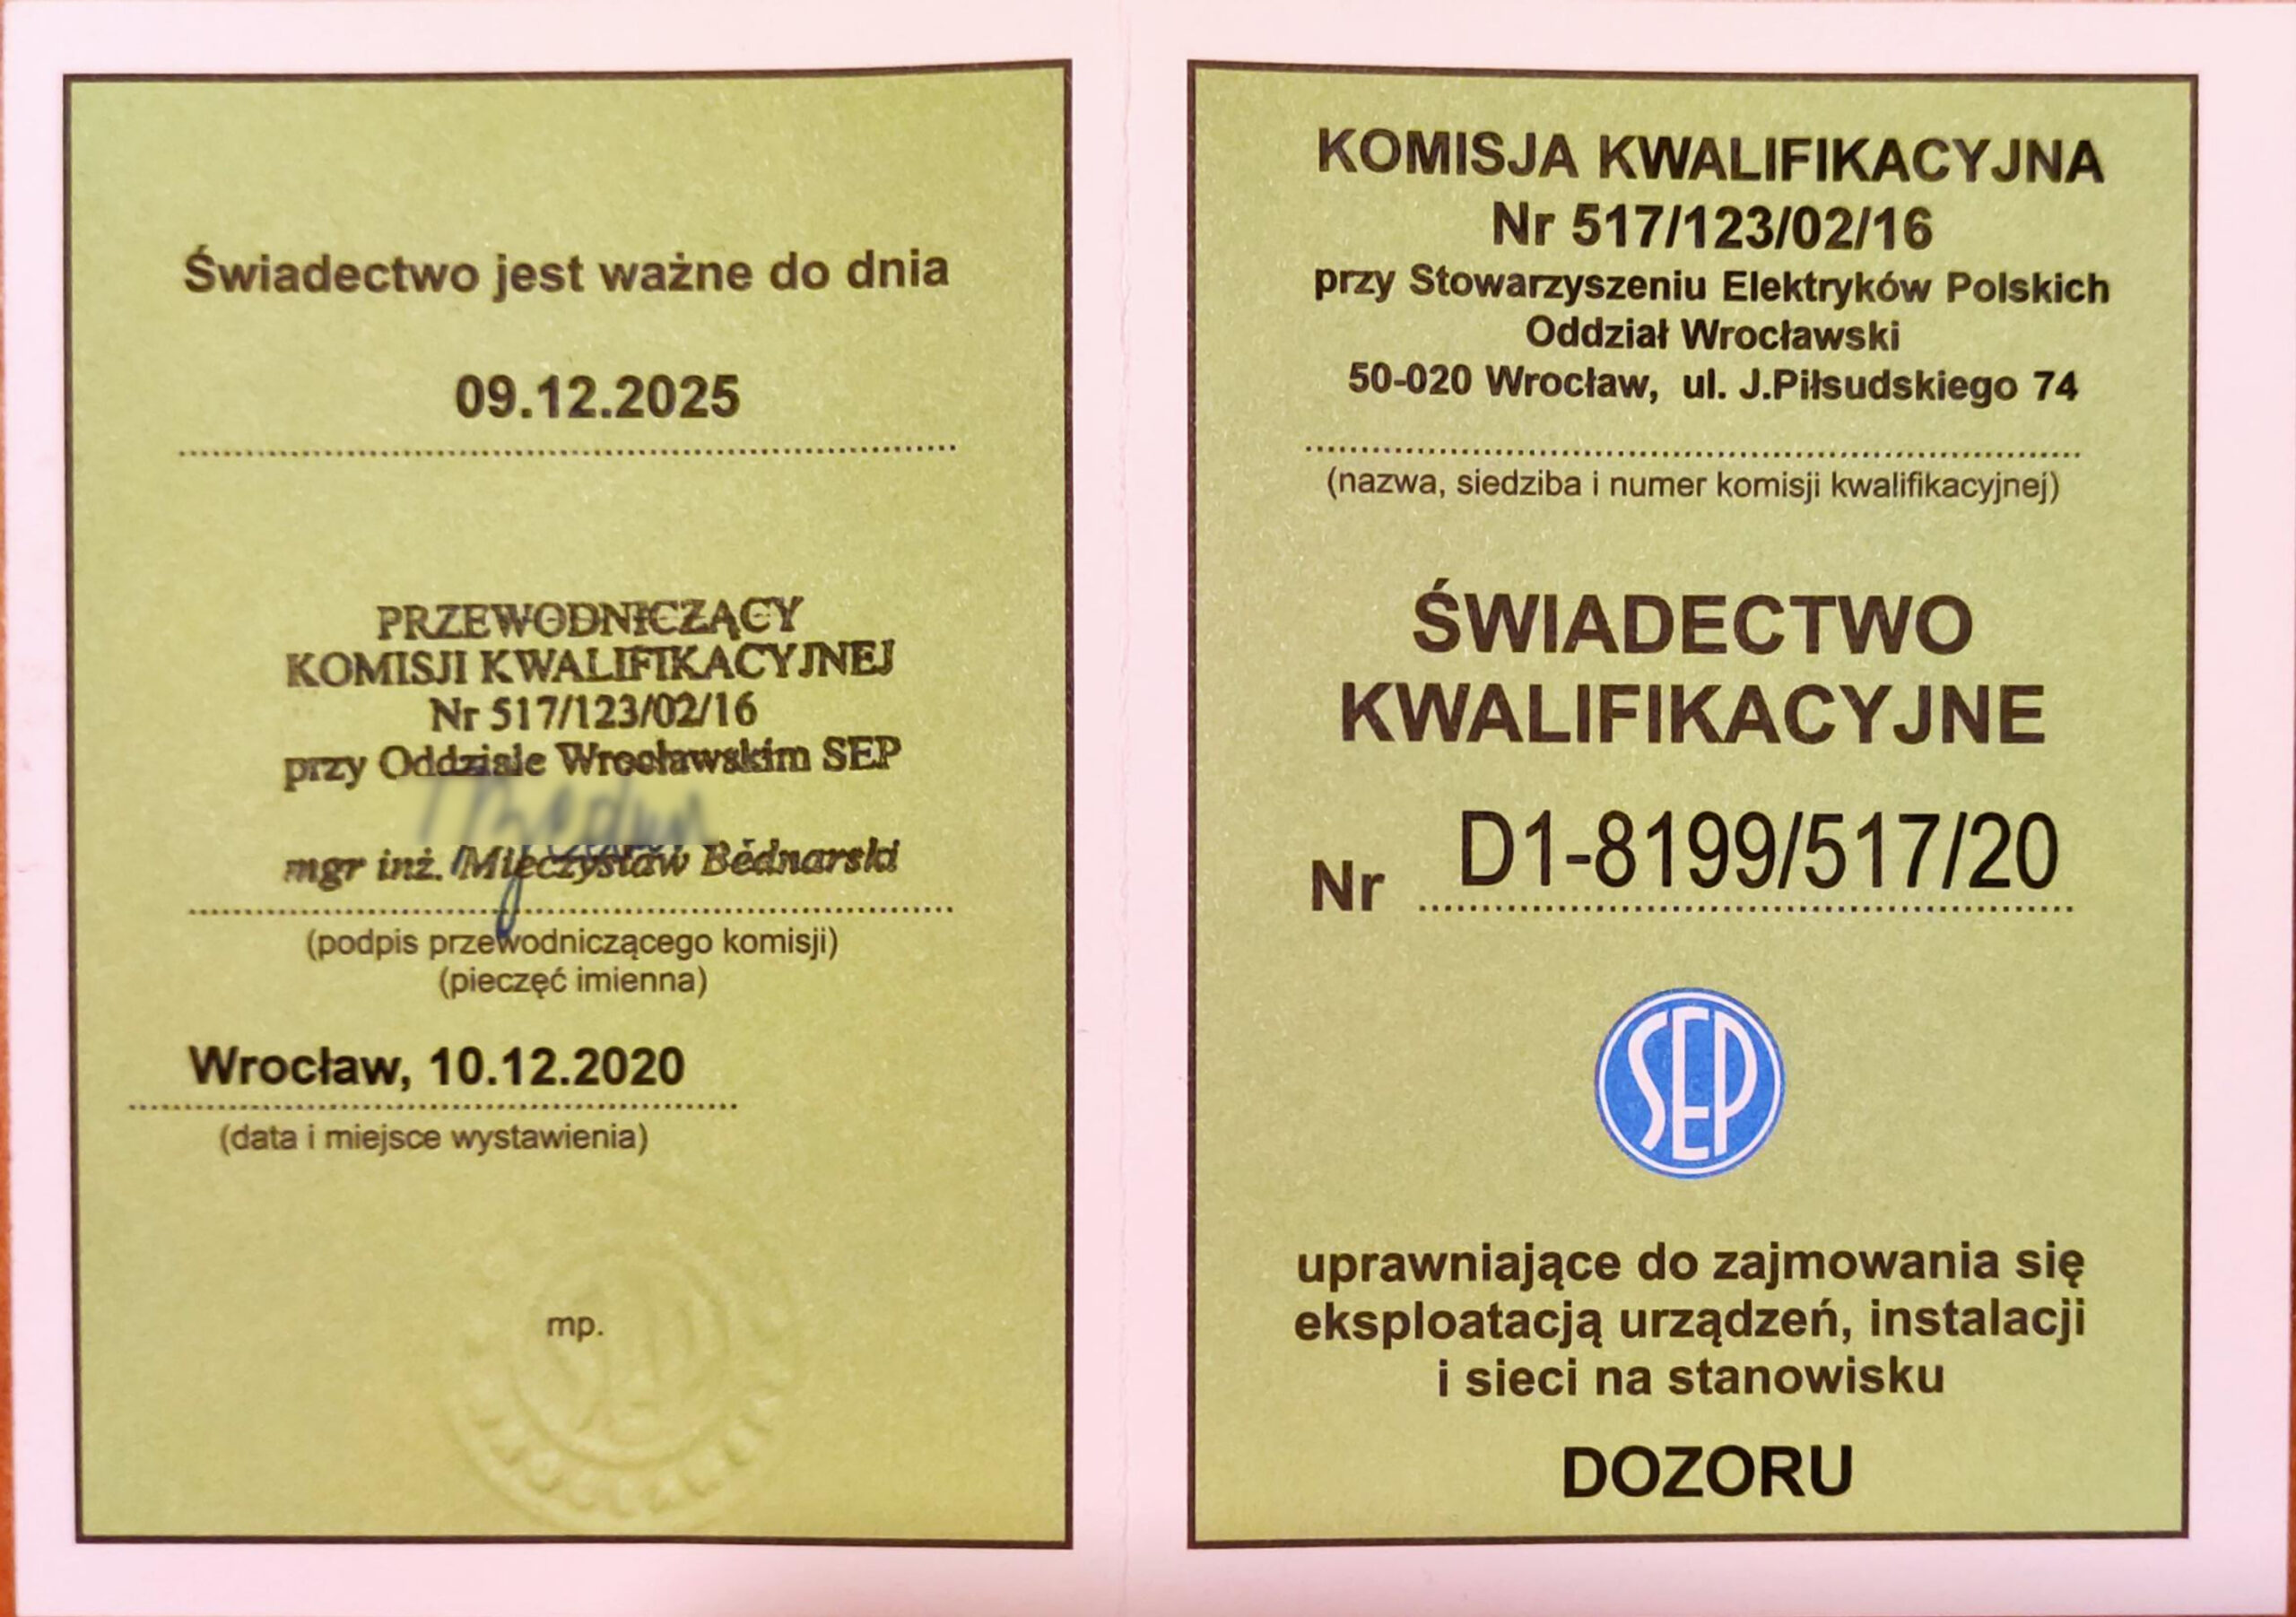 Świadectwo jest ważne do dnia
09.12.2025
PRZEWODNICZĄCY
KOMISJI KWALIFIKACYJNEJ
Nr 517/123/02/16
przy Oddziale Wrocławskim SEP
mgr inż. Mieczysław Bednarski
(podpis przewodniczącego komisji)
(pieczęć imienna)
Wrocław, 10.12.2020
(data i miejsce wystawienia)
mp.
KOMISJA KWALIFIKACYJNA
Nr 517/123/02/16
przy Stowarzyszeniu Elektryków Polskich
Oddział Wrocławski
50-020 Wrocław, ul. J.Piłsudskiego 74
(nazwa, siedziba i numer komisji kwalifikacyjnej)
ŚWIADECTWO
KWALIFIKACYJNE
Nr D1-8199/517/20
SEP
uprawniające do zajmowania się
eksploatacją urządzeń, instalacji
i sieci na stanowisku
DOZORU